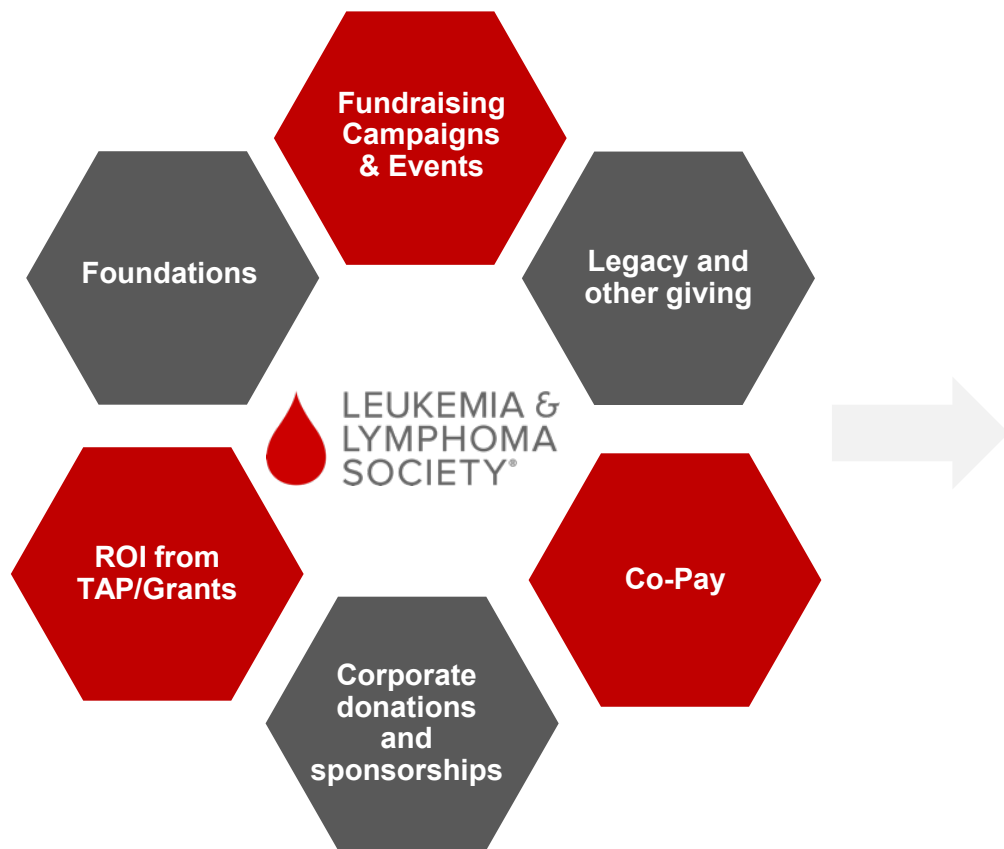 Fundraising
Campaigns
& Events
Foundations
Legacy and
other giving
LEUKEMIA &
LYMPHOMA
SOCIETY®
ROI from
TAP/Grants
Co-Pay
Corporate
donations
and
sponsorships